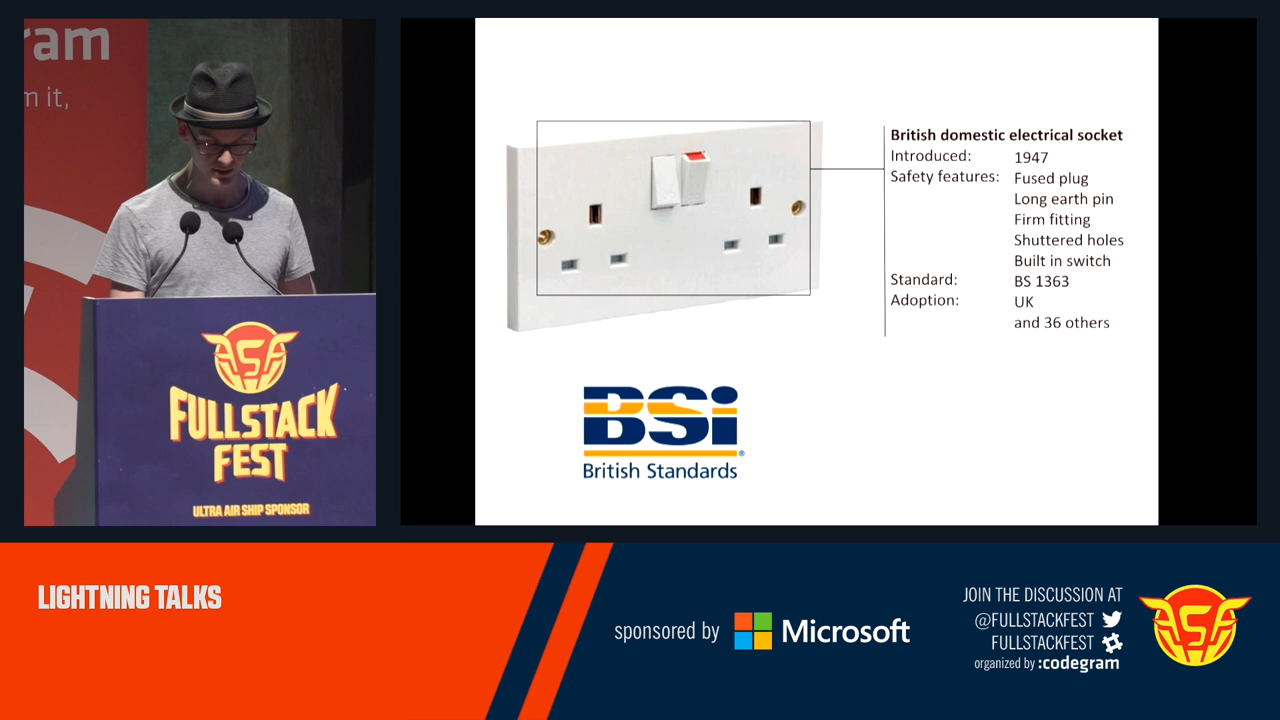 ram
m it,
FULLSTACK
FEST
ULTRA AIR SHIP SPONSOR
British domestic electrical socket
Introduced: 1947
Safety features: Fused plug
Long earth pin
Firm fitting
Shuttered holes
Built in switch
Standard: BS 1363
Adoption: UK
and 36 others
BSi
®
British Standards
LIGHTNING TALKS
sponsored by Microsoft
JOIN THE DISCUSSION AT
@FULLSTACKFEST
FULLSTACKFEST
organized by :codegram